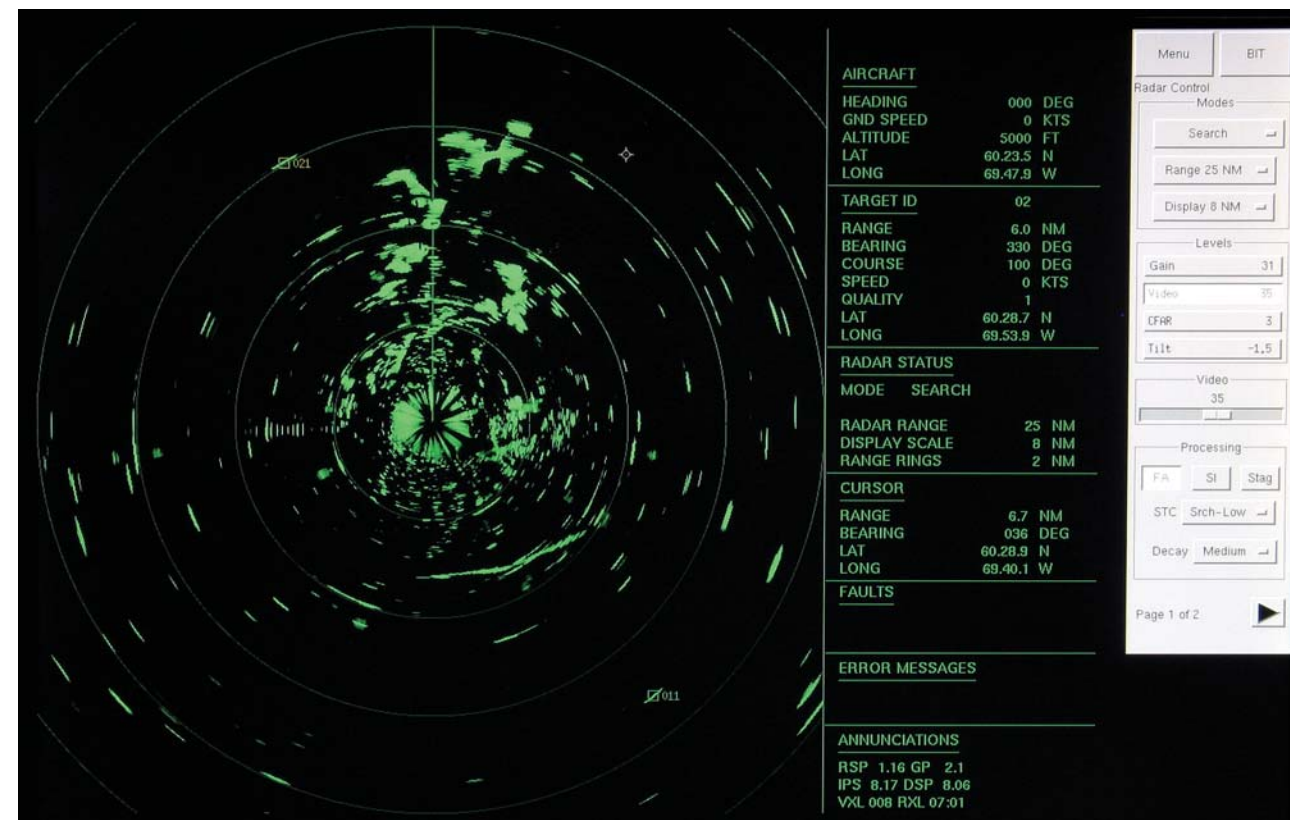 021
011
AIRCRAFT
HEADING 000 DEG
GND SPEED 0 KTS
ALTITUDE 5000 FT
LAT 60.23.5 N
LONG 69.47.9 W
TARGET ID 02
RANGE 6.0 NM
BEARING 330 DEG
COURSE 100 DEG
SPEED 0 KTS
QUALITY 1
LAT 60.28.7 N
LONG 69.53.9 W
RADAR STATUS
MODE SEARCH
RADAR RANGE 25 NM
DISPLAY SCALE 8 NM
RANGE RINGS 2 NM
CURSOR
RANGE 6.7 NM
BEARING 036 DEG
LAT 60.28.9 N
LONG 69.40.1 W
FAULTS
ERROR MESSAGES
ANNUNCIATIONS
RSP 1.16 GP 2.1
IPS 8.17 DSP 8.06
VXL 008 RXL 07:01
Menu BIT
Radar Control
Modes
Search
Range 25 NM
Display 8 NM
Levels
Gain 31
Video 35
CFAR 3
Tilt -1.5
Video
35
Processing
FA SI Stag
STC Srch-Low
Decay Medium
Page 1 of 2